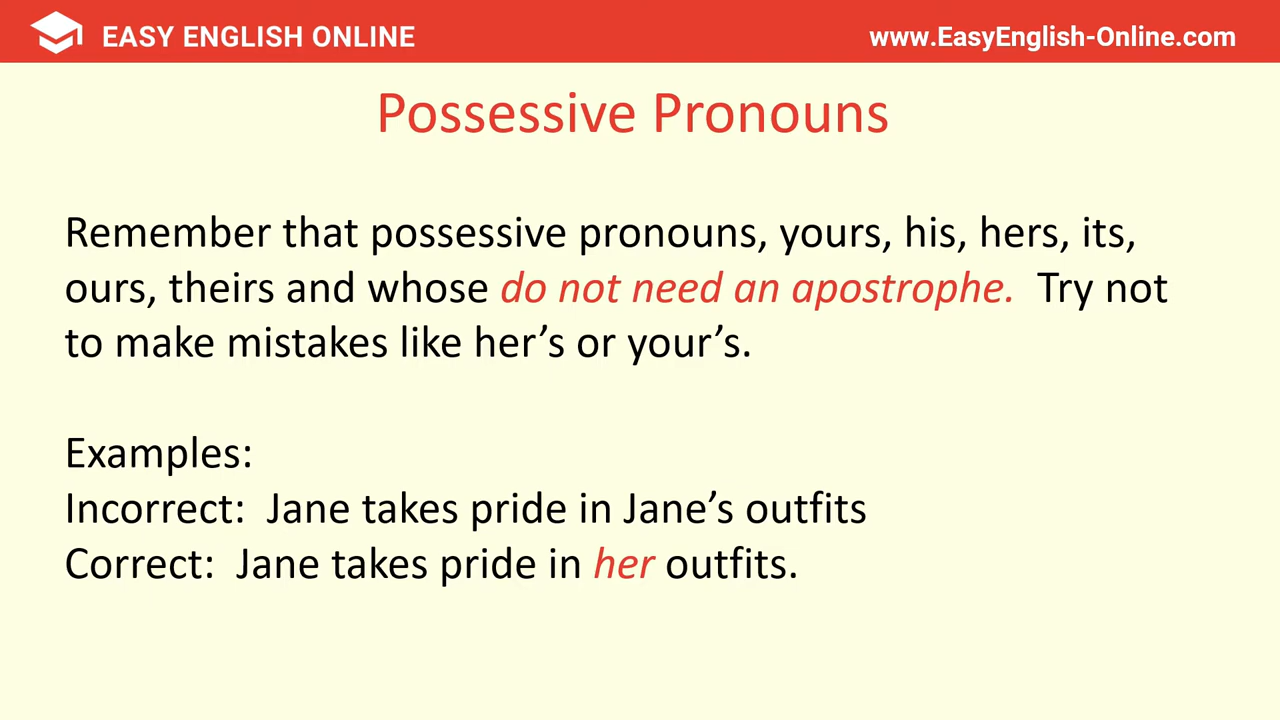 EASY ENGLISH ONLINE
www.EasyEnglish-Online.com
Possessive Pronouns
Remember that possessive pronouns, yours, his, hers, its,
ours, theirs and whose do not need an apostrophe.  Try not
to make mistakes like her’s or your’s.
Examples:
Incorrect:  Jane takes pride in Jane’s outfits
Correct:  Jane takes pride in her outfits.